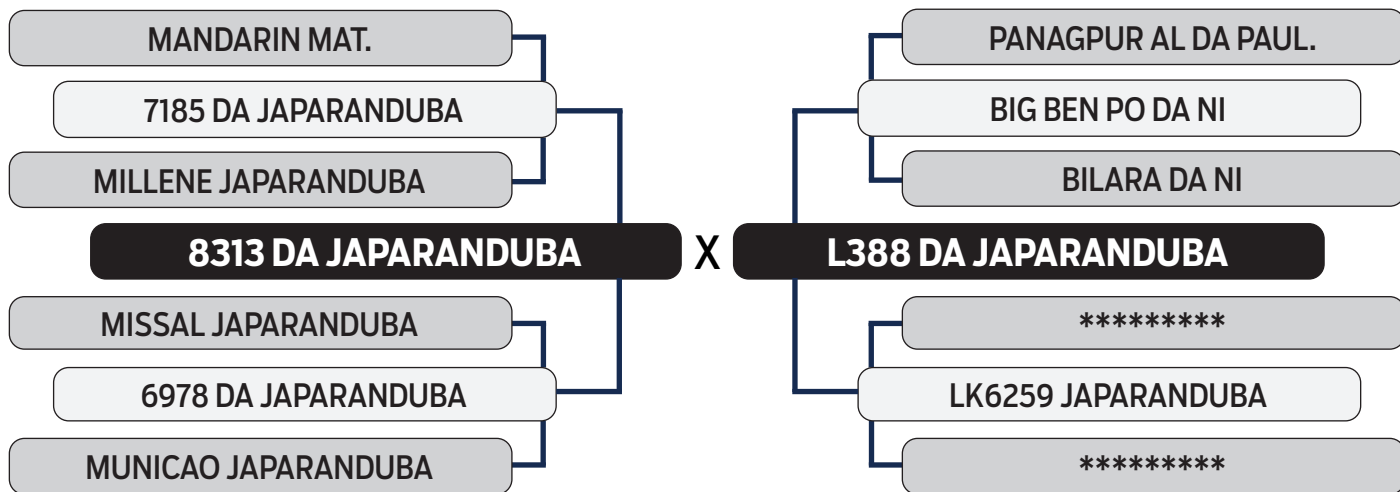 MANDARIN MAT.
7185 DA JAPARANDUBA
MILLENE JAPARANDUBA
8313 DA JAPARANDUBA
MISSAL JAPARANDUBA
6978 DA JAPARANDUBA
MUNICAO JAPARANDUBA
X
PANAGPUR AL DA PAUL.
BIG BEN PO DA NI
BILARA DA NI
L388 DA JAPARANDUBA
*********
LK6259 JAPARANDUBA
*********